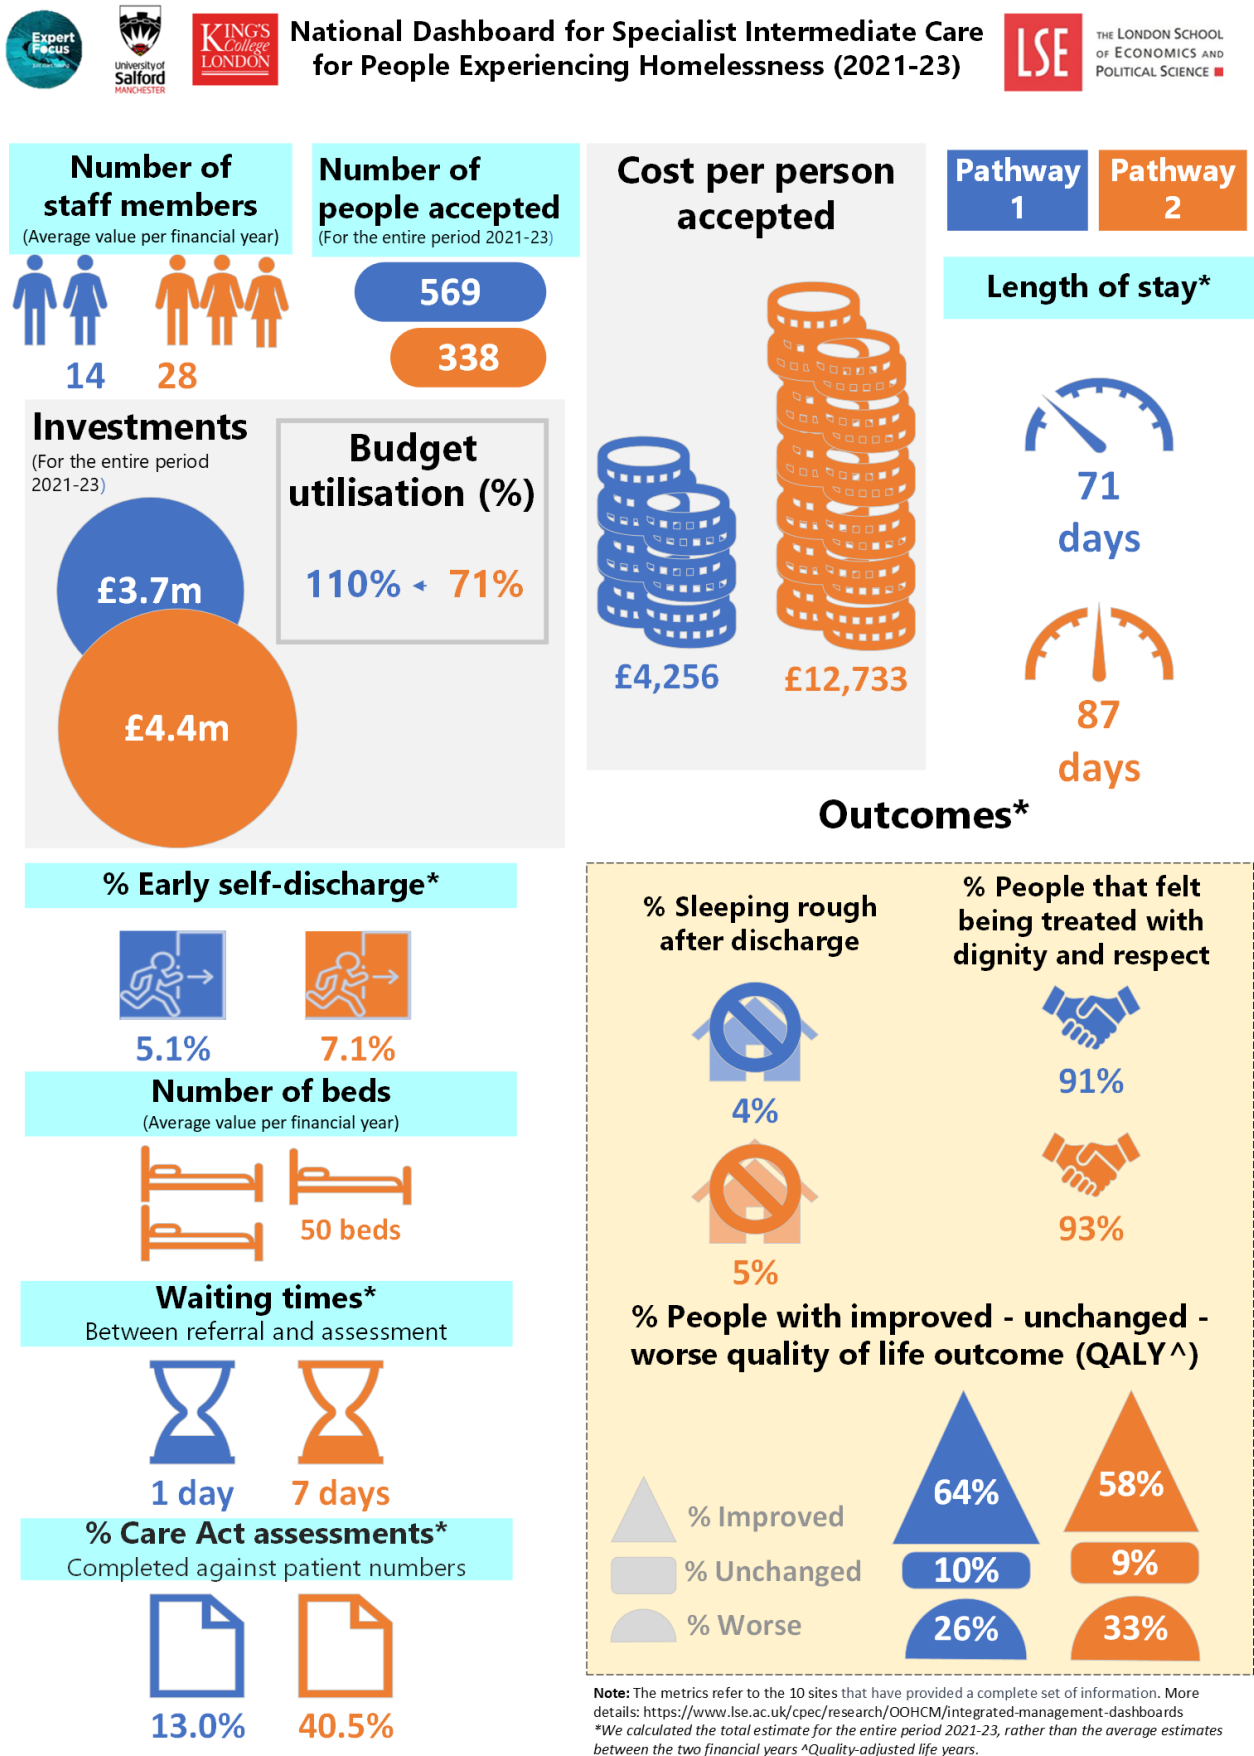 Expert
Focus
University of
Salford
MANCHESTER
KING'S
College
LONDON
National Dashboard for Specialist Intermediate Care
for People Experiencing Homelessness (2021-23)
LSE
THE LONDON SCHOOL
OF ECONOMICS AND
POLITICAL SCIENCE
Number of
staff members
(Average value per financial year)
14 28
Number of
people accepted
(For the entire period 2021-23)
569
338
Cost per person
accepted
£4,256
£12,733
Pathway
1
Pathway
2
Length of stay*
71
days
87
days
Investments
(For the entire period
2021-23)
£3.7m
£4.4m
Budget
utilisation (%)
110% 71%
Outcomes*
% Early self-discharge*
5.1% 7.1%
Number of beds
(Average value per financial year)
50 beds
Waiting times*
Between referral and assessment
1 day 7 days
% Care Act assessments*
Completed against patient numbers
13.0% 40.5%
% Sleeping rough
after discharge
4%
5%
% People that felt
being treated with
dignity and respect
91%
93%
% People with improved - unchanged -
worse quality of life outcome (QALY^)
% Improved
% Unchanged
% Worse
64%
10%
26%
58%
9%
33%
Note: The metrics refer to the 10 sites that have provided a complete set of information. More
details: https://www.lse.ac.uk/cpec/research/OOHCM/integrated-management-dashboards
*We calculated the total estimate for the entire period 2021-23, rather than the average estimates
between the two financial years ^Quality-adjusted life years.